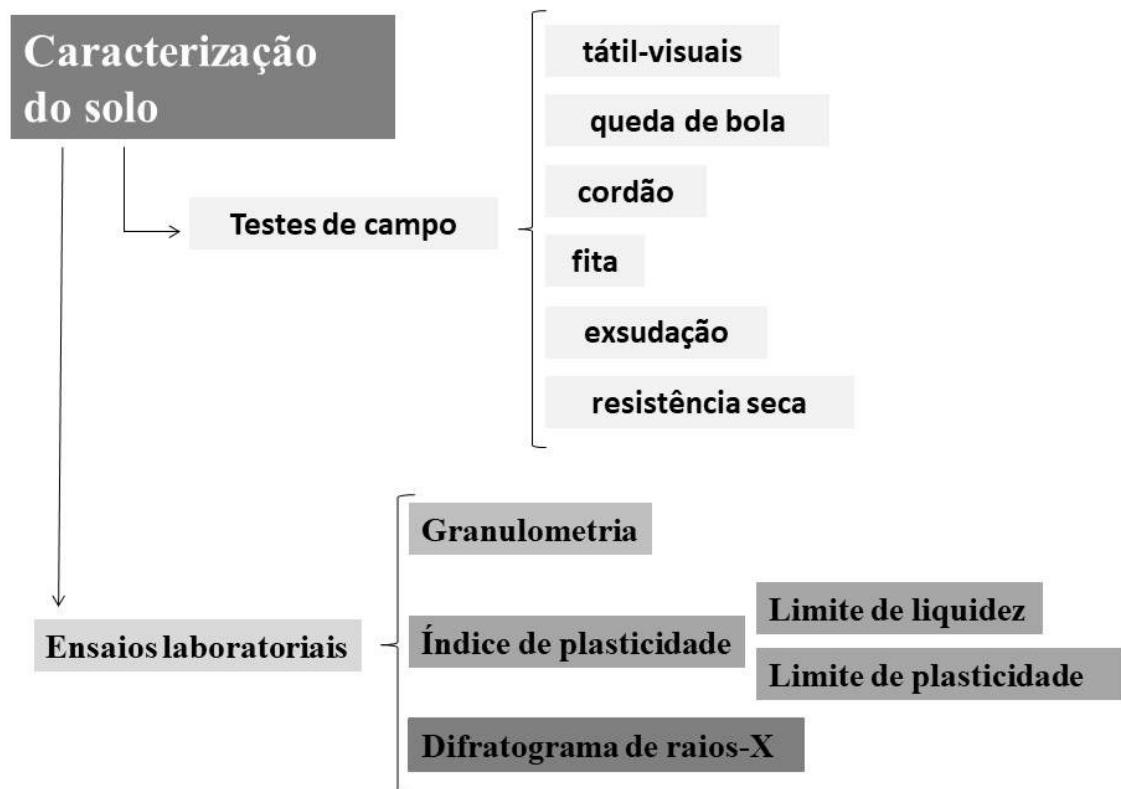 Caracterização
do solo
Testes de campo
tátil-visuais
queda de bola
cordão
fita
exsudação
resistência seca
Ensaios laboratoriais
Granulometria
Índice de plasticidade
Limite de liquidez
Limite de plasticidade
Difratograma de raios-X